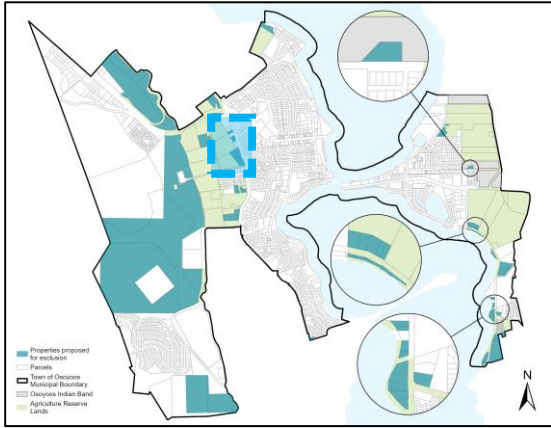 Properties proposed
for exclusion
Parcels
Town of Osoyoos
Municipal Boundary
Osoyoos Indian Band
Agriculture Reserve
Lands
N